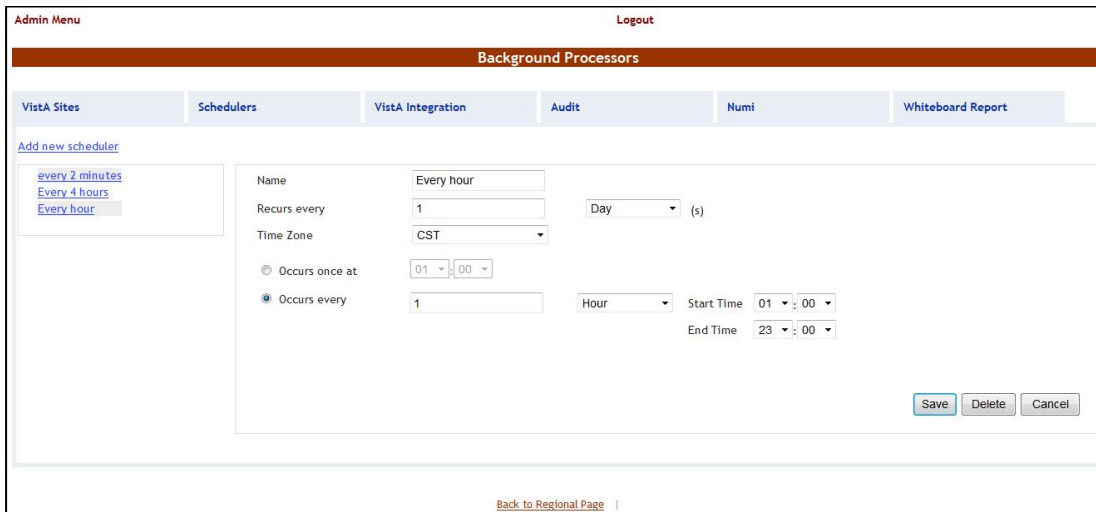 Admin Menu Logout
Background Processors
VistA Sites Schedulers VistA Integration Audit Numi Whiteboard Report
Add new scheduler
every 2 minutes
Every 4 hours
Every hour
Name Every hour
Recurs every 1 Day (s)
Time Zone CST
Occurs once at 01 : 00
Occurs every 1 Hour Start Time 01 : 00
End Time 23 : 00
Save Delete Cancel
Back to Regional Page |